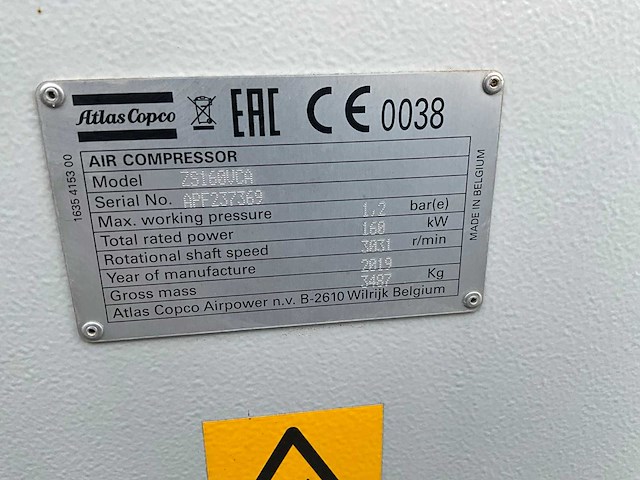 Atlas Copco EAC CE 0038
AIR COMPRESSOR
Model ZS160VCA
Serial No. APF237369
Max. working pressure 1,2 bar(e)
Total rated power 160 kW
Rotational shaft speed 3031 r/min
Year of manufacture 2019
Gross mass 3487 Kg
Atlas Copco Airpower n.v. B-2610 Wilrijk Belgium
1635 4153 00
MADE IN BELGIUM